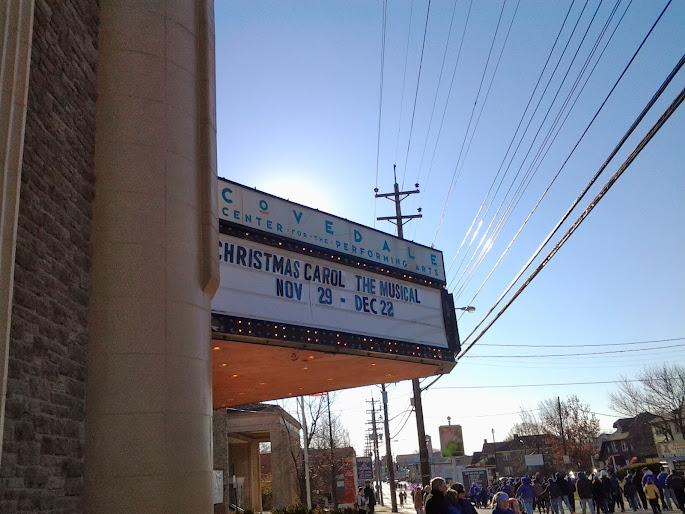 COVEDALE
CENTER·FOR·THE·PERFORMING ARTS
CHRISTMAS CAROL THE MUSICAL
NOV 29 - DEC 22